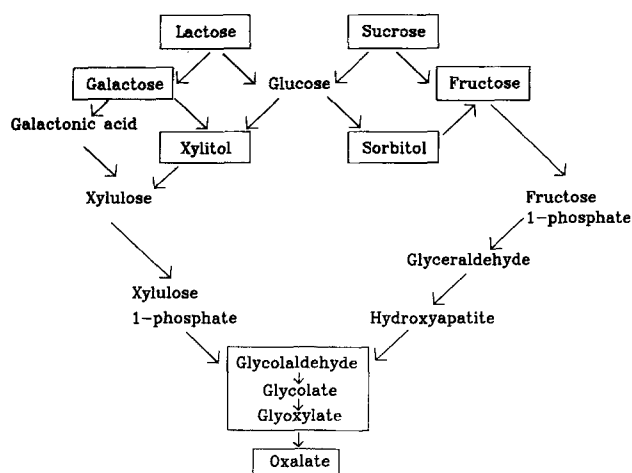 Lactose
Sucrose
Galactose
Glucose
Fructose
Galactonic acid
Xylitol
Sorbitol
Xylulose
Fructose
1-phosphate
Glyceraldehyde
Xylulose
1-phosphate
Hydroxyapatite
Glycolaldehyde
Glycolate
Glyoxylate
Oxalate